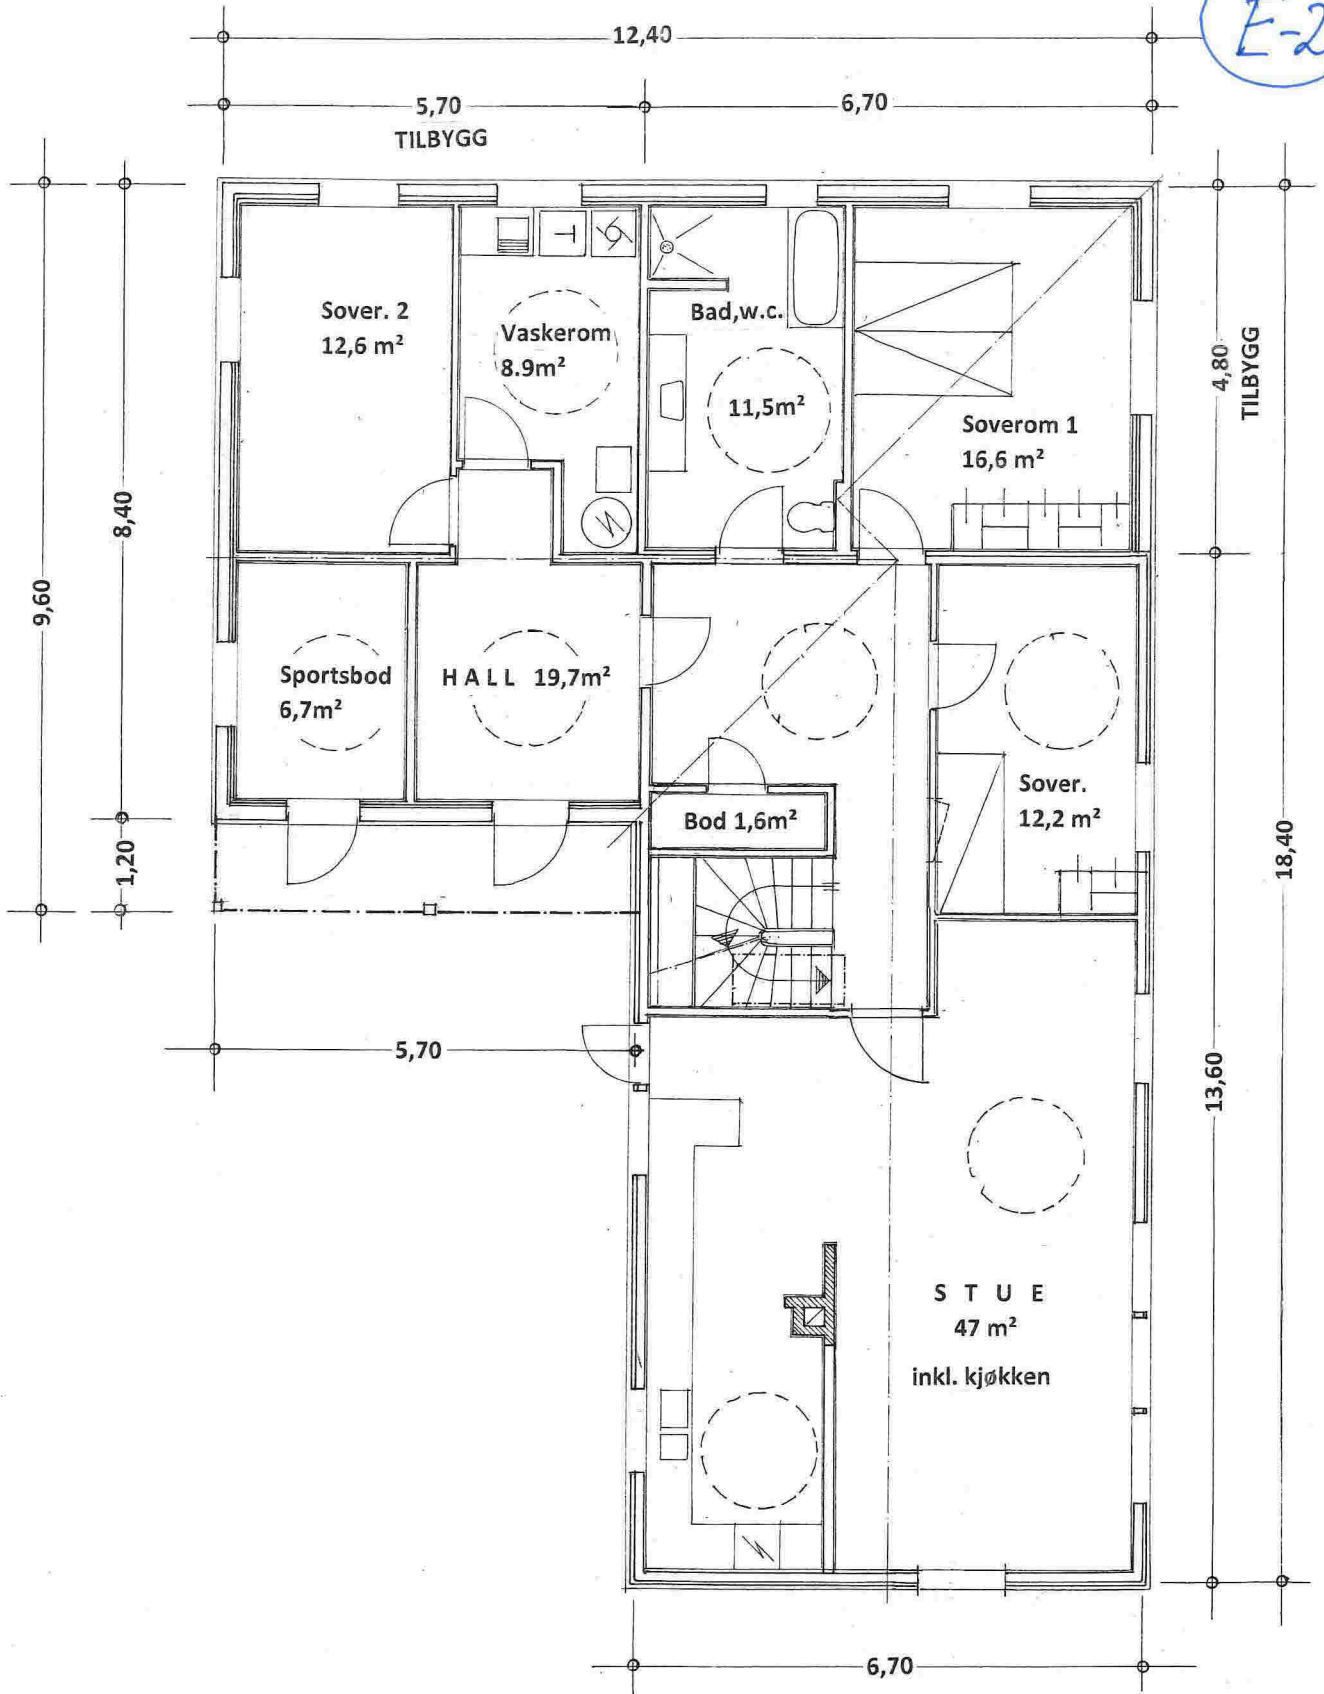 E-2
12,40
5,70
6,70
TILBYGG
Sover. 2
12,6 m²
Vaskerom
8.9m²
Bad,w.c.
11,5m²
Soverom 1
16,6 m²
4,80
TILBYGG
8,40
9,60
1,20
Sportsbod
6,7m²
HALL 19,7m²
Bod 1,6m²
Sover.
12,2 m²
18,40
5,70
13,60
STUE
47 m²
inkl. kjøkken
6,70